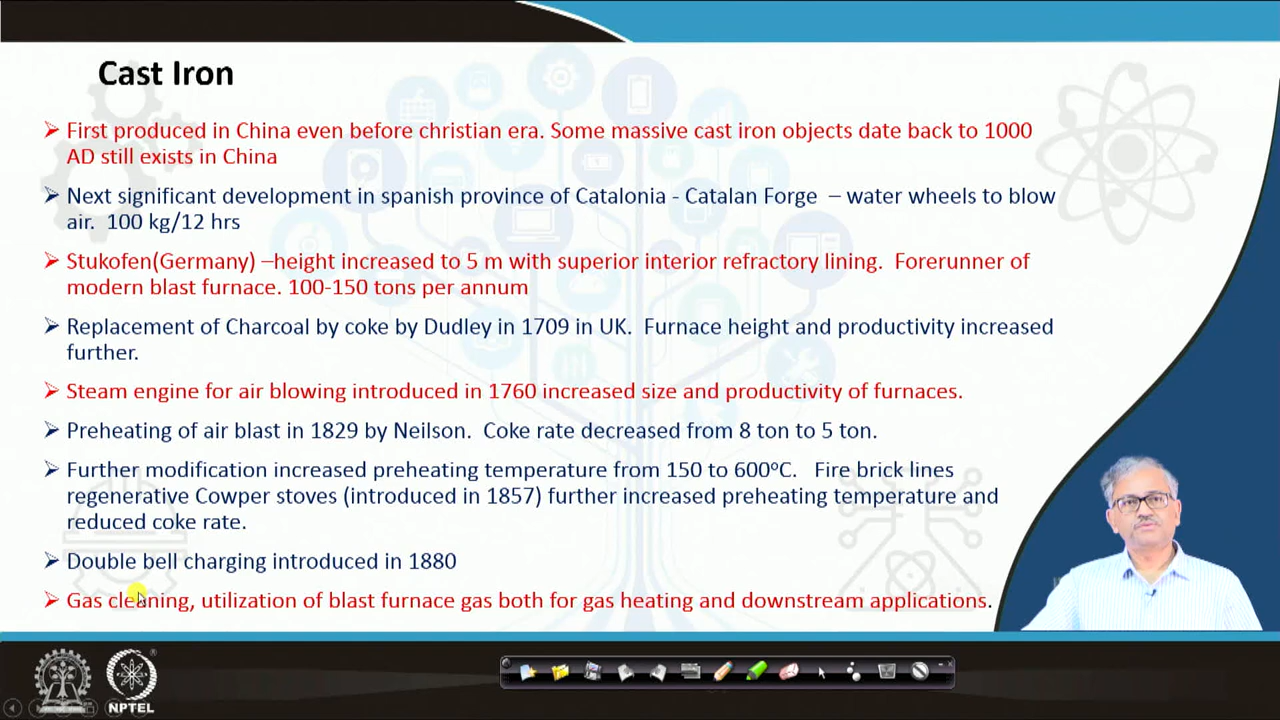 Cast Iron
➢ First produced in China even before christian era. Some massive cast iron objects date back to 1000
AD still exists in China
➢ Next significant development in spanish province of Catalonia - Catalan Forge – water wheels to blow
air. 100 kg/12 hrs
➢ Stukofen(Germany) –height increased to 5 m with superior interior refractory lining. Forerunner of
modern blast furnace. 100-150 tons per annum
➢ Replacement of Charcoal by coke by Dudley in 1709 in UK. Furnace height and productivity increased
further.
➢ Steam engine for air blowing introduced in 1760 increased size and productivity of furnaces.
➢ Preheating of air blast in 1829 by Neilson. Coke rate decreased from 8 ton to 5 ton.
➢ Further modification increased preheating temperature from 150 to 600ºC. Fire brick lines
regenerative Cowper stoves (introduced in 1857) further increased preheating temperature and
reduced coke rate.
➢ Double bell charging introduced in 1880
➢ Gas cleaning, utilization of blast furnace gas both for gas heating and downstream applications.
NPTEL